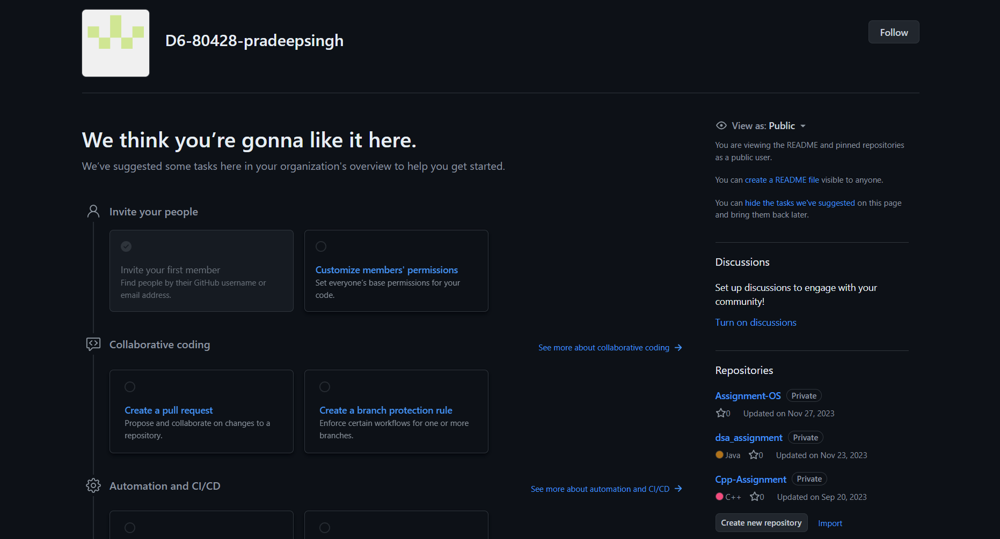 D6-80428-pradeepsingh
Follow
We think you’re gonna like it here.
We’ve suggested some tasks here in your organization's overview to help you get started.
Invite your people
Invite your first member
Find people by their GitHub username or
email address.
Customize members' permissions
Set everyone’s base permissions for your
code.
Collaborative coding
See more about collaborative coding
Create a pull request
Propose and collaborate on changes to a
repository.
Create a branch protection rule
Enforce certain workflows for one or more
branches.
Automation and CI/CD
See more about automation and CI/CD
View as: Public
You are viewing the README and pinned repositories
as a public user.
You can create a README file visible to anyone.
You can hide the tasks we've suggested on this page
and bring them back later.
Discussions
Set up discussions to engage with your
community!
Turn on discussions
Repositories
Assignment-OS Private
0 Updated on Nov 27, 2023
dsa_assignment Private
Java 0 Updated on Nov 23, 2023
Cpp-Assignment Private
C++ 0 Updated on Sep 20, 2023
Create new repository Import